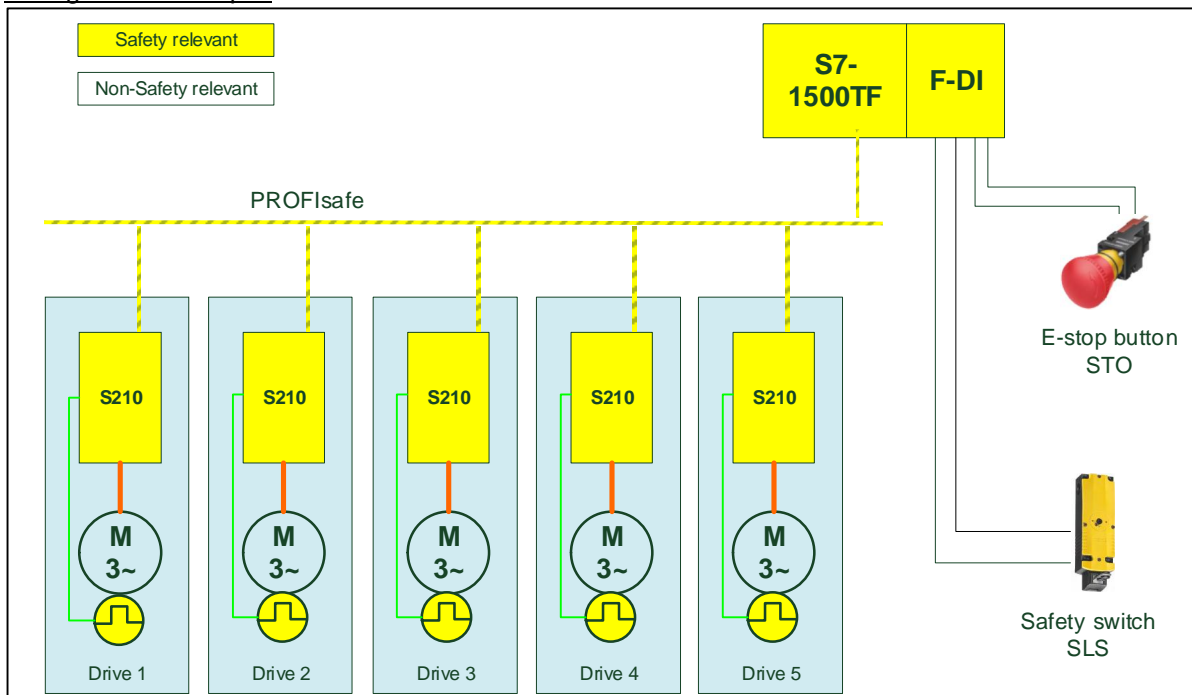 Safety relevant
Non-Safety relevant
S7-
1500TF
F-DI
PROFIsafe
E-stop button
STO
S210
S210
S210
S210
S210
M
3~
M
3~
M
3~
M
3~
M
3~
Safety switch
SLS
Drive 1
Drive 2
Drive 3
Drive 4
Drive 5